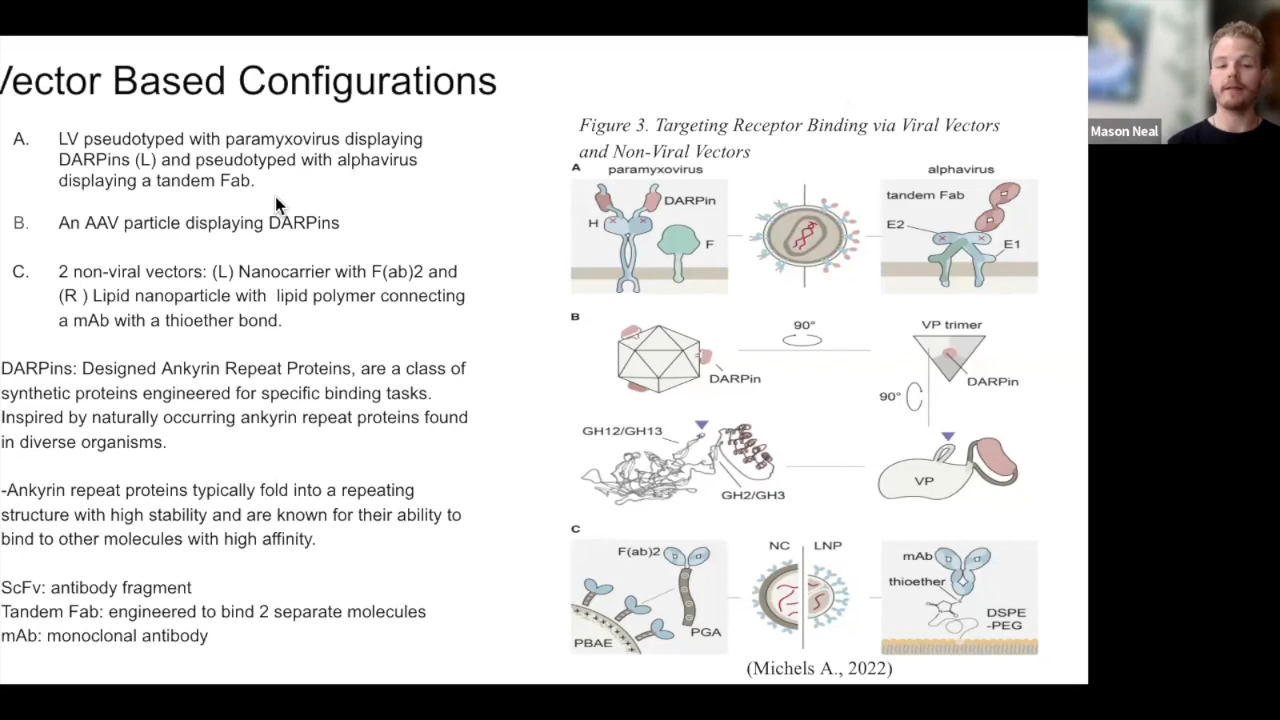 Vector Based Configurations
A. LV pseudotyped with paramyxovirus displaying
DARPins (L) and pseudotyped with alphavirus
displaying a tandem Fab.
B. An AAV particle displaying DARPins
C. 2 non-viral vectors: (L) Nanocarrier with F(ab)2 and
(R ) Lipid nanoparticle with lipid polymer connecting
a mAb with a thioether bond.
DARPins: Designed Ankyrin Repeat Proteins, are a class of
synthetic proteins engineered for specific binding tasks.
Inspired by naturally occurring ankyrin repeat proteins found
in diverse organisms.
-Ankyrin repeat proteins typically fold into a repeating
structure with high stability and are known for their ability to
bind to other molecules with high affinity.
ScFv: antibody fragment
Tandem Fab: engineered to bind 2 separate molecules
mAb: monoclonal antibody
Figure 3. Targeting Receptor Binding via Viral Vectors
and Non-Viral Vectors
A
paramyxovirus
alphavirus
DARPin
H
F
tandem Fab
E2
E1
B
90°
VP trimer
DARPin
DARPin
90°
GH12/GH13
GH2/GH3
VP
C
F(ab)2
PGA
PBAE
NC
LNP
mAb
thioether
DSPE
-PEG
(Michels A., 2022)
Mason Neal